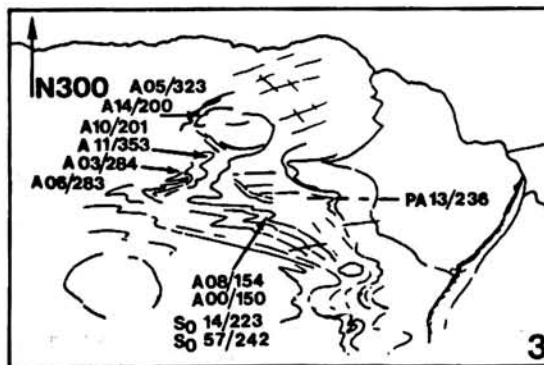 N300
A05/323
A14/200
A10/201
A11/353
A03/284
A06/283
PA13/236
A08/154
A00/150
S₀ 14/223
S₀ 57/242
3